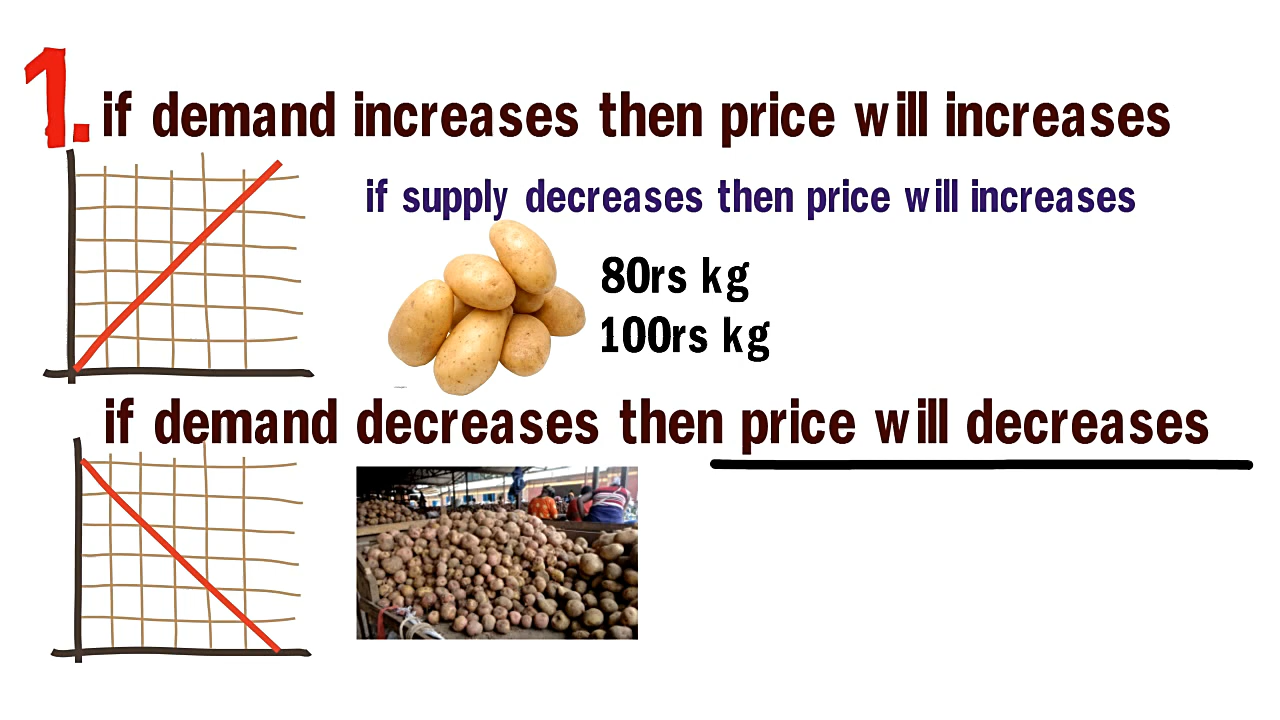 1. if demand increases then price will increases
if supply decreases then price will increases
80rs kg
100rs kg
if demand decreases then price will decreases